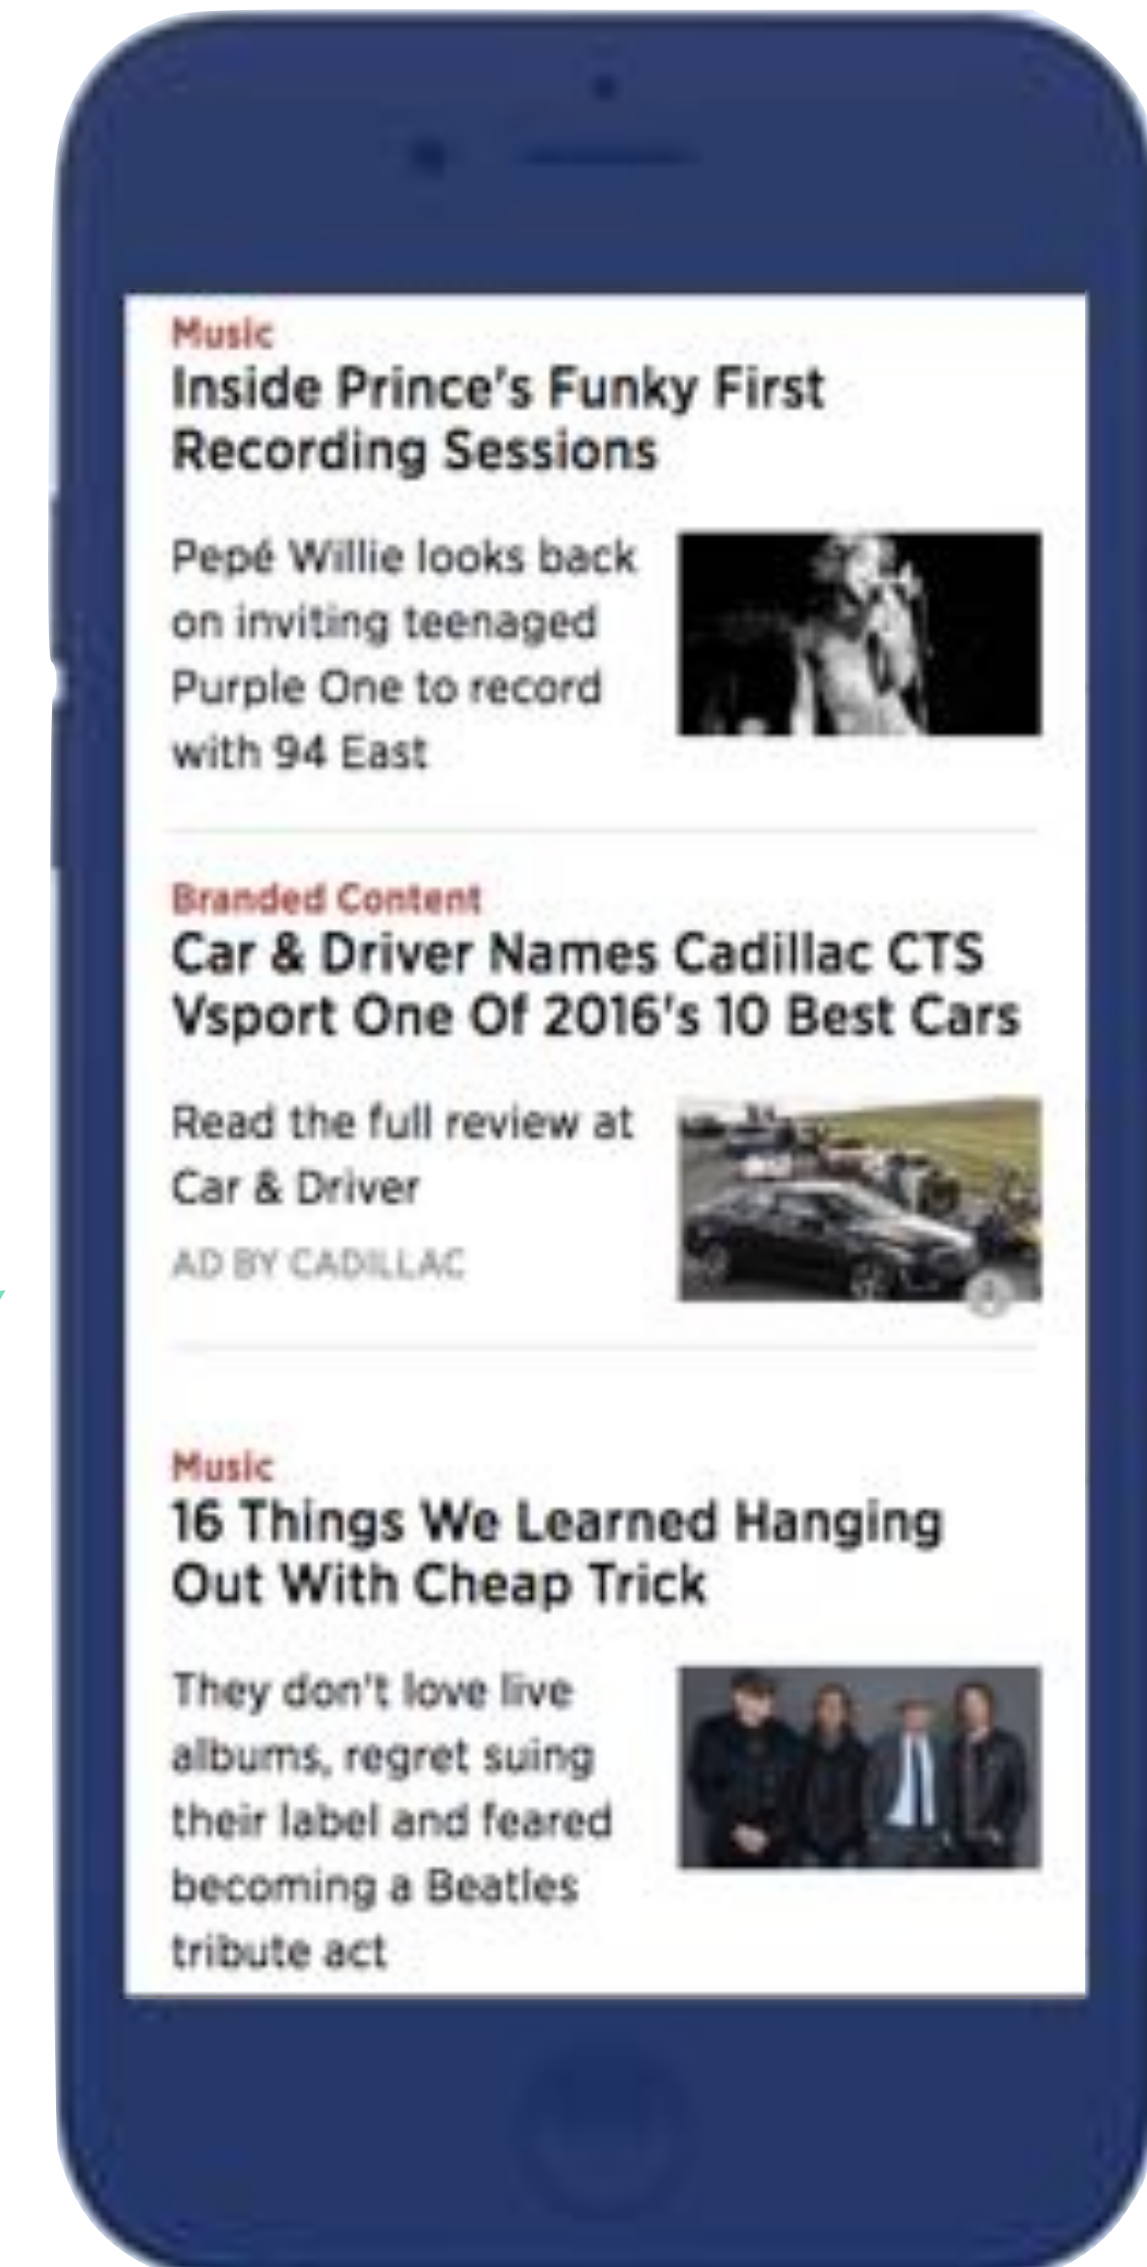 Music
Inside Prince's Funky First
Recording Sessions
Pepé Willie looks back
on inviting teenaged
Purple One to record
with 94 East
Branded Content
Car & Driver Names Cadillac CTS
Vsport One Of 2016's 10 Best Cars
Read the full review at
Car & Driver
AD BY CADILLAC
Music
16 Things We Learned Hanging
Out With Cheap Trick
They don't love live
albums, regret suing
their label and feared
becoming a Beatles
tribute act